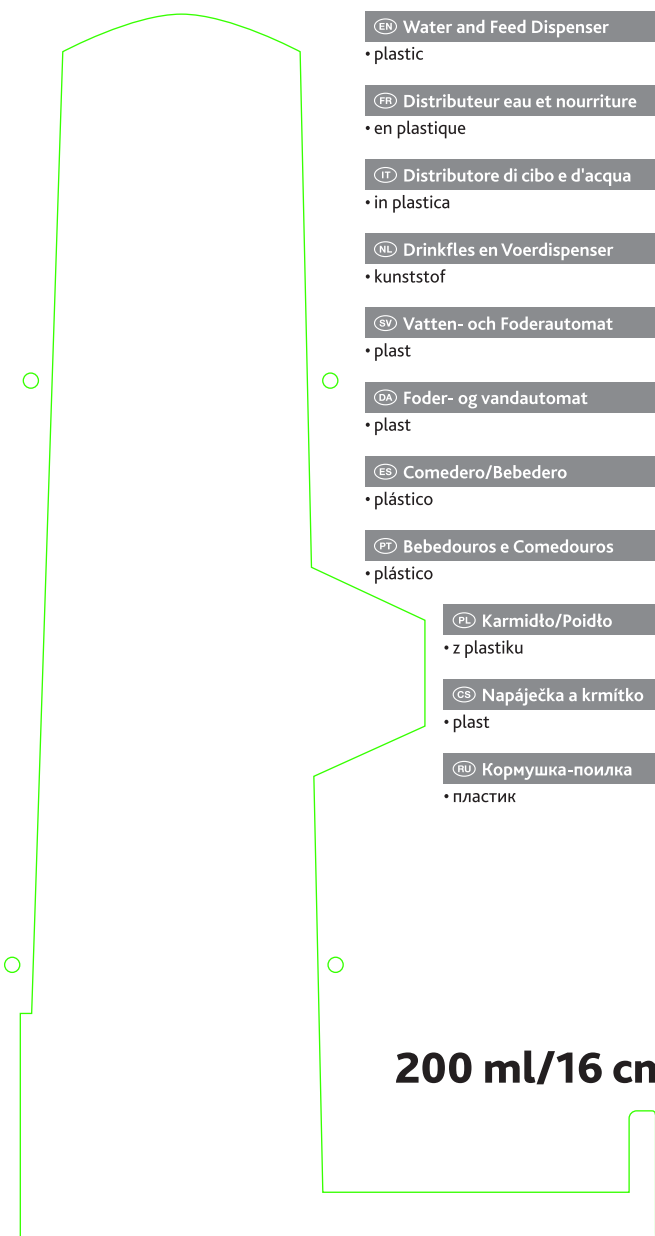 EN Water and Feed Dispenser
• plastic
FR Distributeur eau et nourriture
• en plastique
IT Distributore di cibo e d'acqua
• in plastica
NL Drinkfles en Voerdispenser
• kunststof
SV Vatten- och Foderautomat
• plast
DA Foder- og vandautomat
• plast
ES Comedero/Bebedero
• plástico
PT Bebedouros e Comedouros
• plástico
PL Karmidło/Poidło
• z plastiku
CS Napáječka a krmítko
• plast
RU Кормушка-поилка
• пластик
200 ml/16